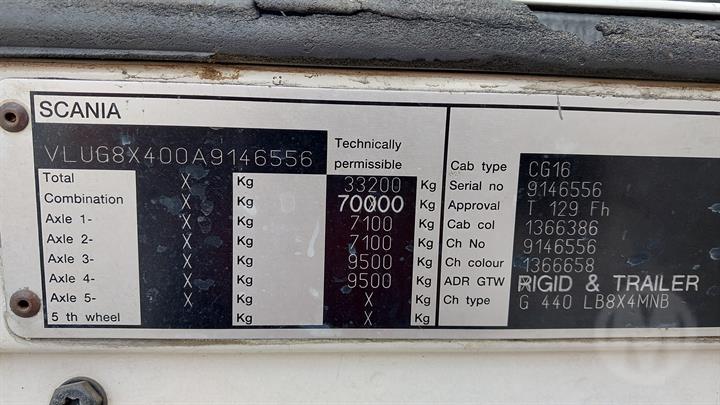 SCANIA
VLUG8X400A9146556
Technically
permissible
Total X Kg 33200 Kg
Combination X Kg 70000 Kg
Axle 1- X Kg 7100 Kg
Axle 2- X Kg 7100 Kg
Axle 3- X Kg 9500 Kg
Axle 4- X Kg 9500 Kg
Axle 5- X Kg X Kg
5 th wheel Kg X Kg
Cab type CG16
Serial no 9146556
Approval T 129 Fh
Cab col 1366386
Ch No 9146556
Ch colour 1366658
ADR GTW RIGID & TRAILER
Ch type G 440 LB8X4MNB